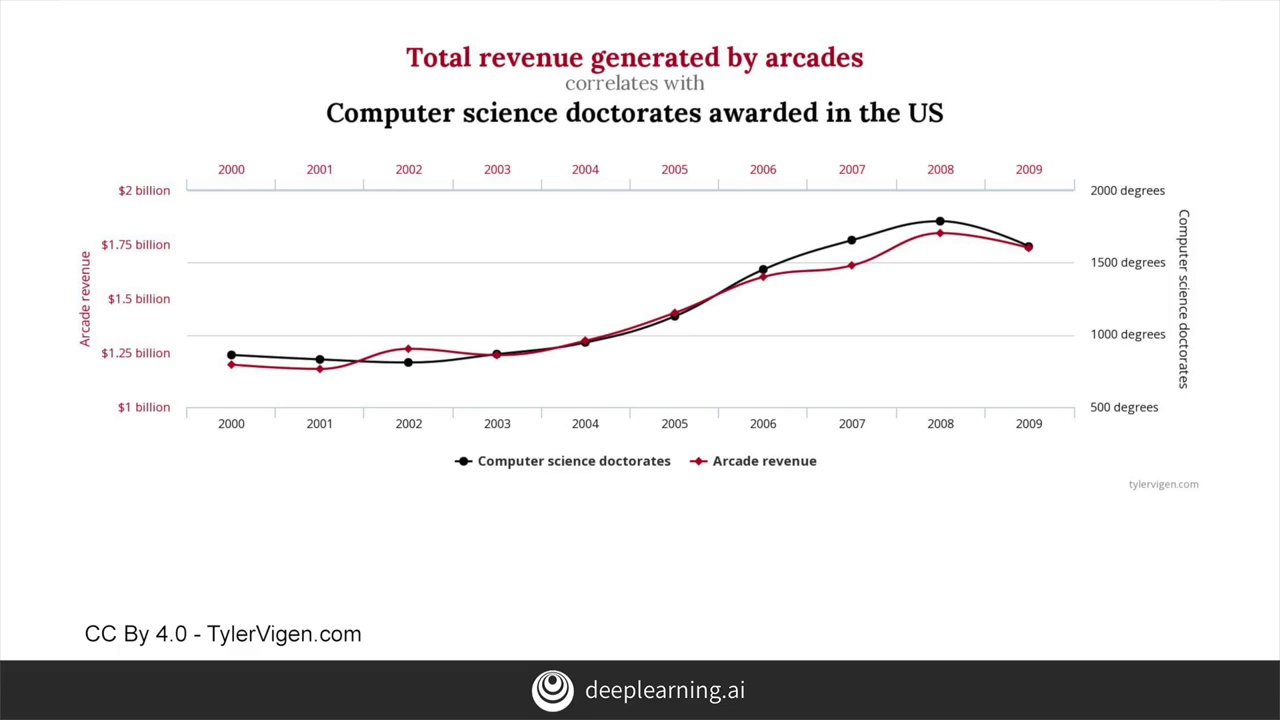 Total revenue generated by arcades
correlates with
Computer science doctorates awarded in the US
2000 2001 2002 2003 2004 2005 2006 2007 2008 2009
$2 billion 2000 degrees
$1.75 billion
1500 degrees
$1.5 billion
1000 degrees
$1.25 billion
$1 billion 500 degrees
Arcade revenue
Computer science doctorates
2000 2001 2002 2003 2004 2005 2006 2007 2008 2009
Computer science doctorates Arcade revenue
tylervigen.com
CC By 4.0 - TylerVigen.com
deeplearning.ai